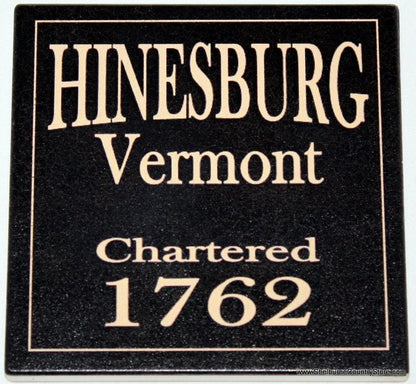 HINESBURG
Vermont
Chartered
1762